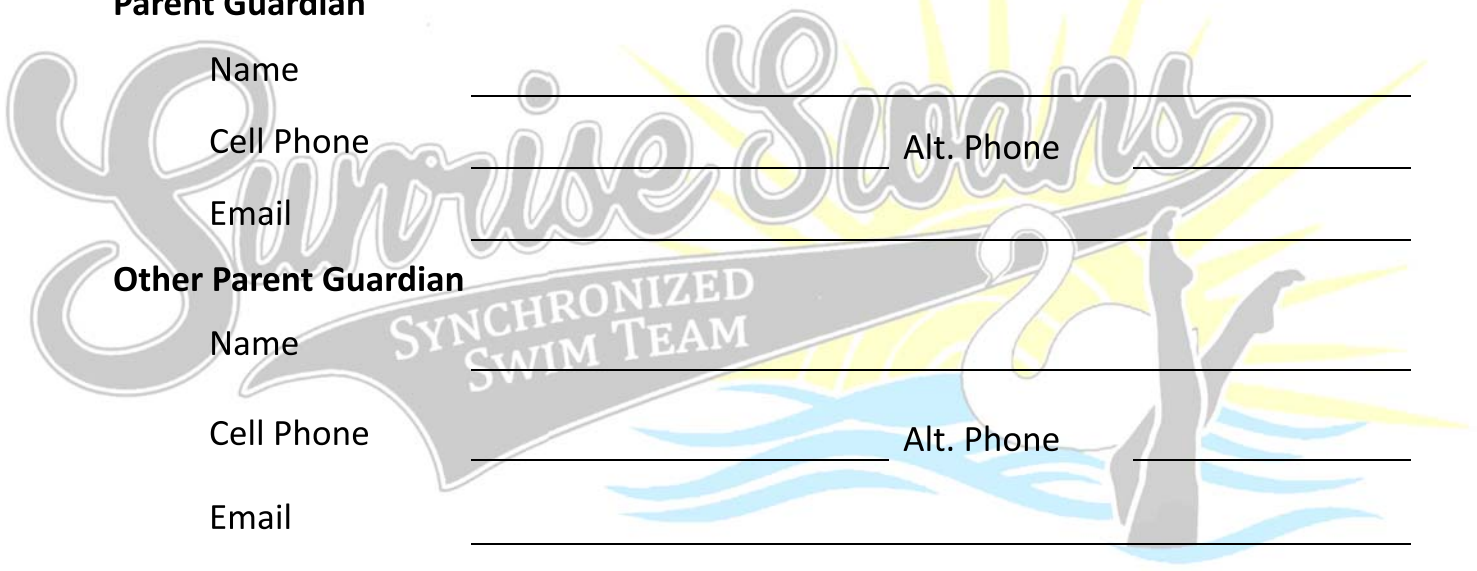 Parent Guardian
Name
Cell Phone Alt. Phone
Email
Other Parent Guardian
Name
Cell Phone Alt. Phone
Email
Sunrise Swans
SYNCHRONIZED
SWIM TEAM